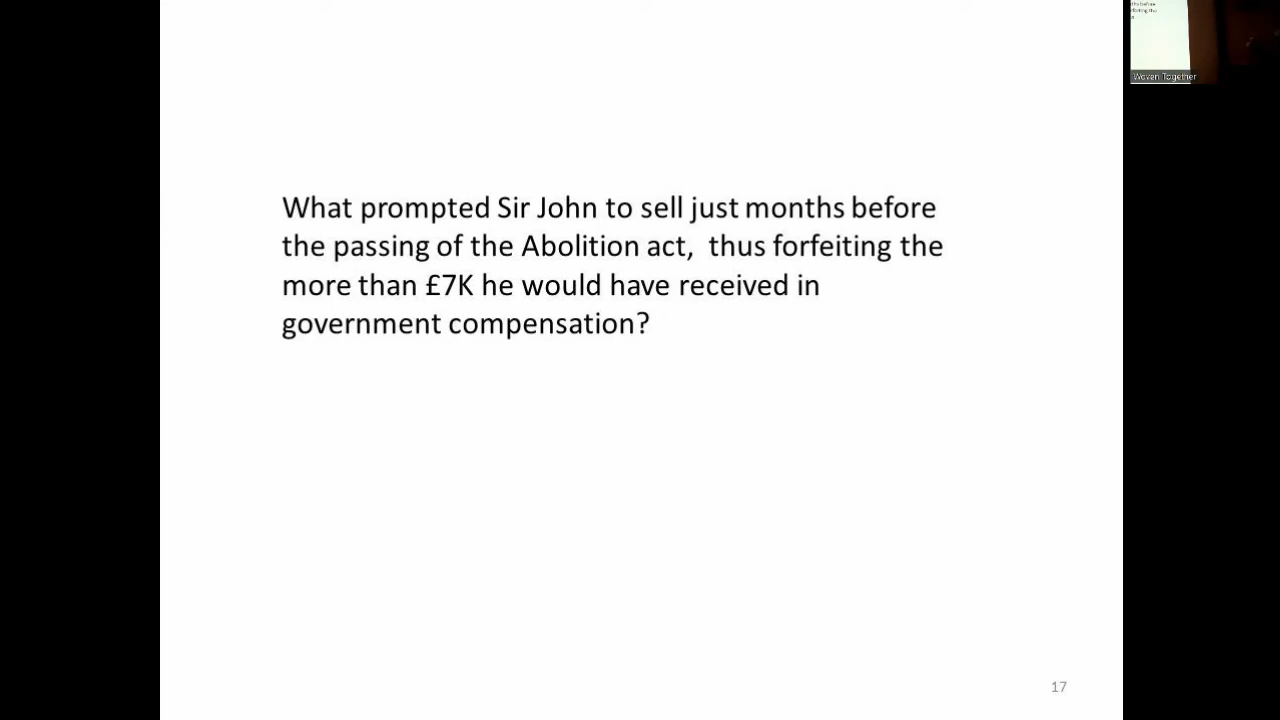 What prompted Sir John to sell just months before
the passing of the Abolition act,  thus forfeiting the
more than £7K he would have received in
government compensation?
17
Woven Together